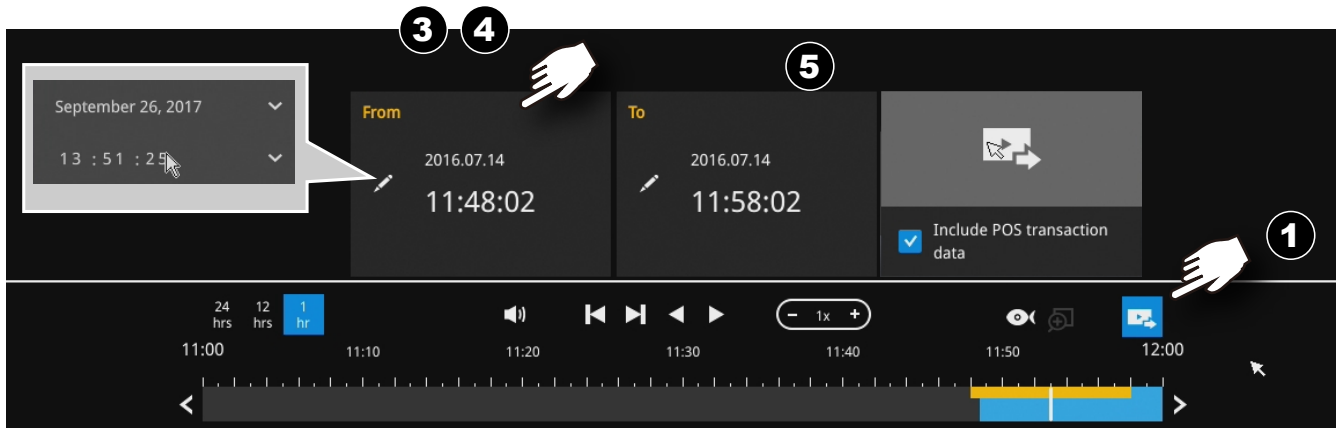 3 4
5
September 26, 2017
13 : 51 : 25
From
2016.07.14
11:48:02
To
2016.07.14
11:58:02
Include POS transaction
data
1
24
hrs
12
hrs
1
hr
- 1x +
11:00 11:10 11:20 11:30 11:40 11:50 12:00